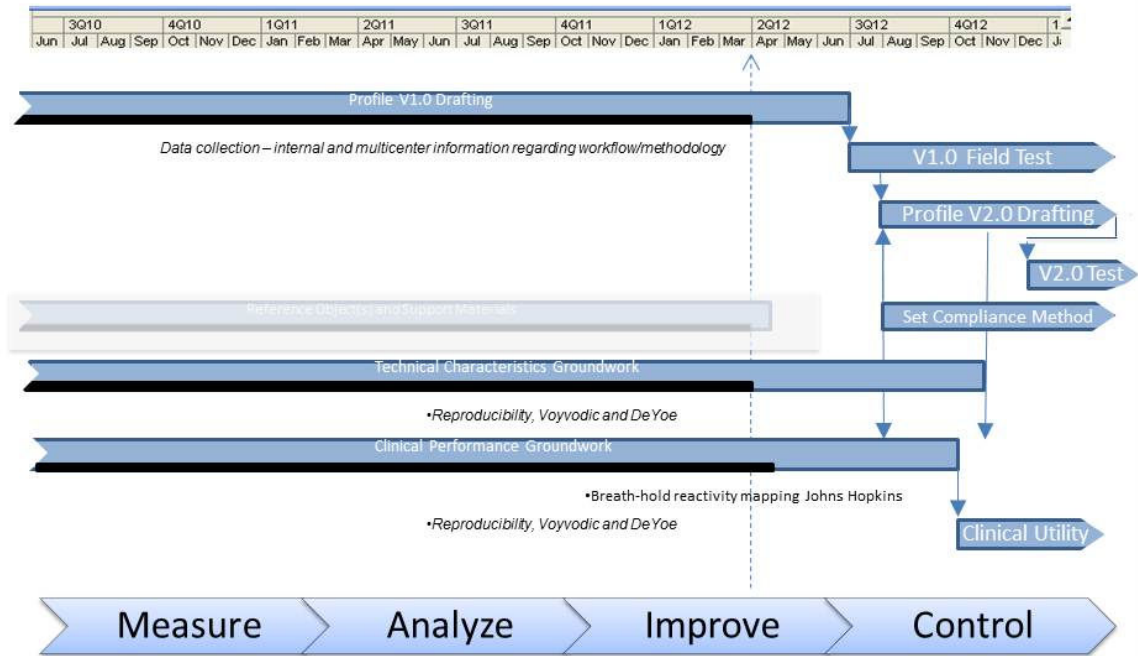 3Q10 4Q10 1Q11 2Q11 3Q11 4Q11 1Q12 2Q12 3Q12 4Q12 1...
Jun Jul Aug Sep Oct Nov Dec Jan Feb Mar Apr May Jun Jul Aug Sep Oct Nov Dec Jan Feb Mar Apr May Jun Jul Aug Sep Oct Nov Dec
Profile V1.0 Drafting
Data collection – internal and multicenter information regarding workflow/methodology
V1.0 Field Test
Profile V2.0 Drafting
V2.0 Test
Reference Object(s) and Support Materials
Set Compliance Method
Technical Characteristics Groundwork
•Reproducibility, Voyvodic and DeYoe
Clinical Performance Groundwork
•Breath-hold reactivity mapping Johns Hopkins
•Reproducibility, Voyvodic and DeYoe
Clinical Utility
Measure Analyze Improve Control